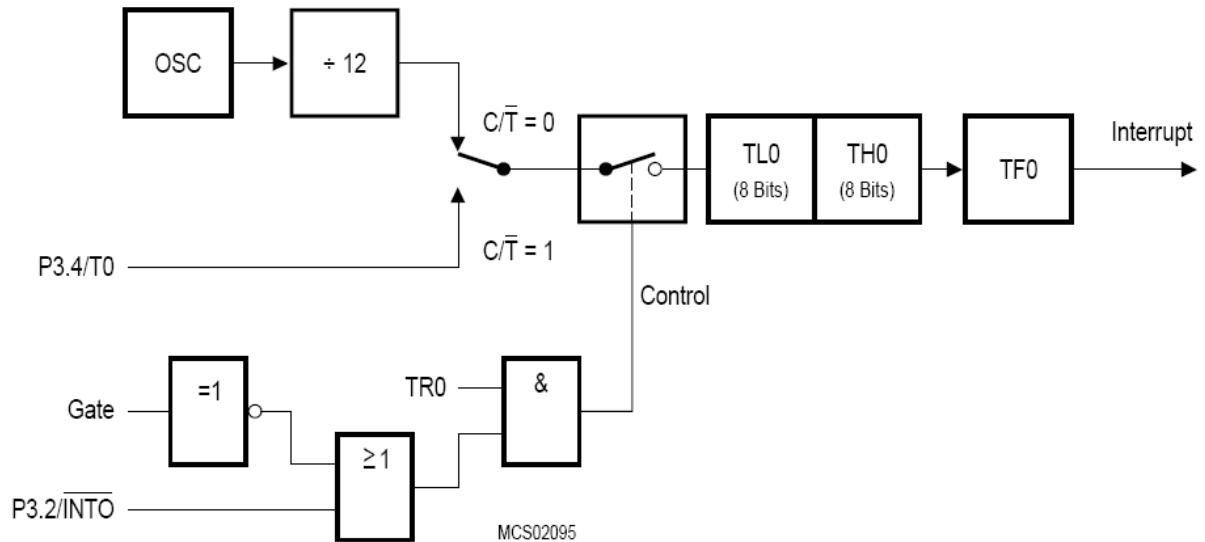 OSC
÷ 12
C/T̅ = 0
TL0
(8 Bits)
TH0
(8 Bits)
TF0
Interrupt
P3.4/T0
C/T̅ = 1
Control
Gate
=1
TR0
&
≥1
P3.2/I̅N̅T̅O̅
MCS02095